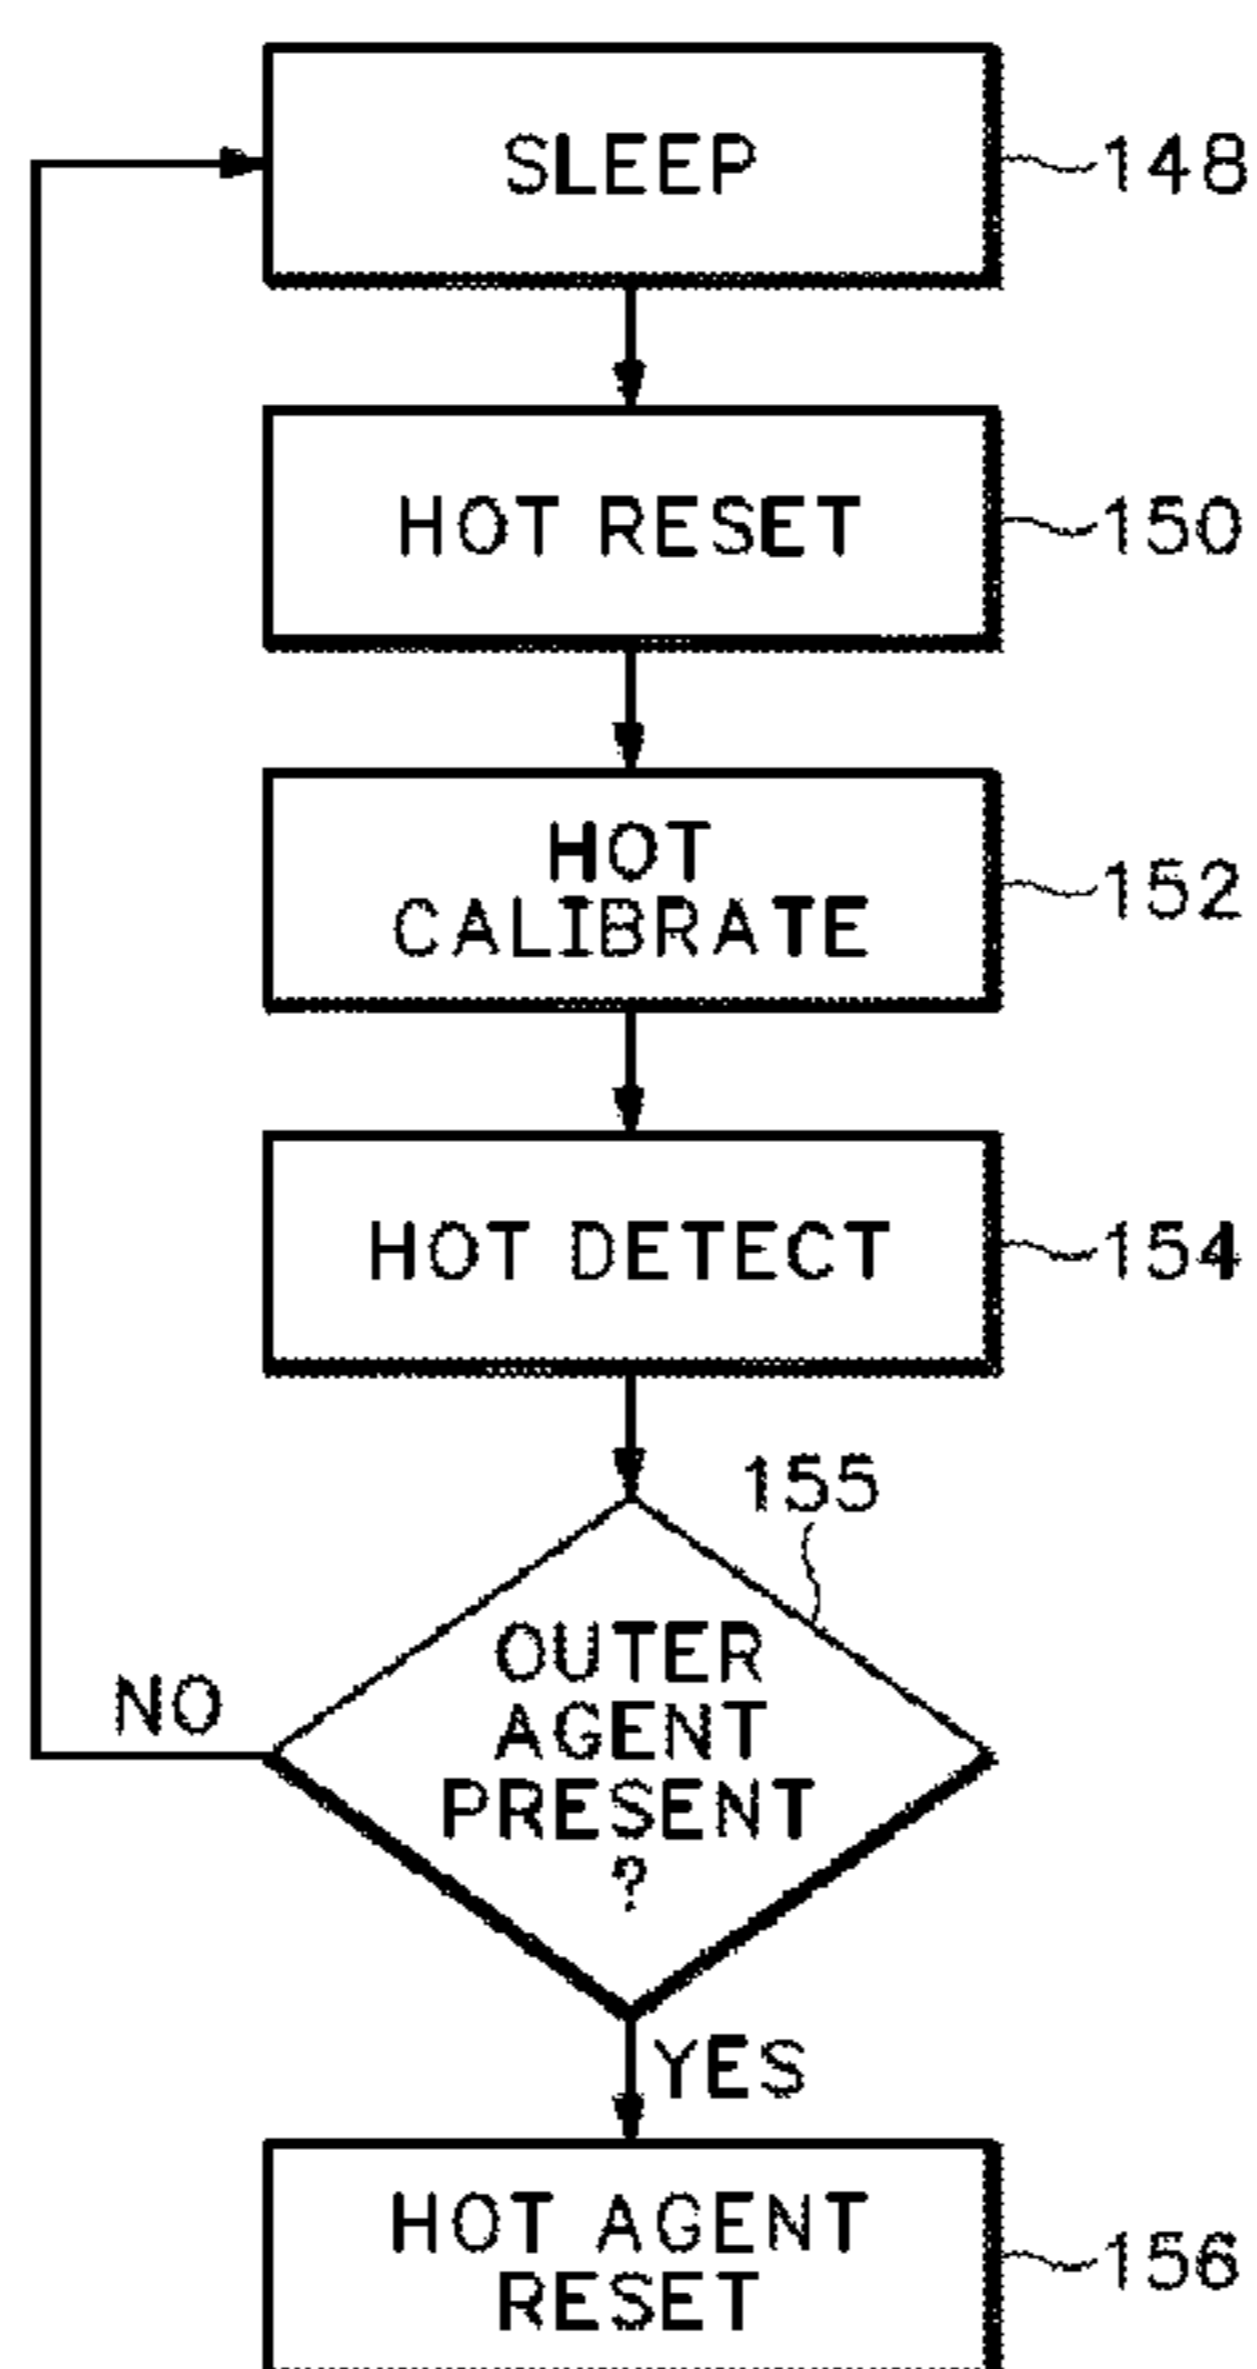 SLEEP
148
HOT RESET
150
HOT
CALIBRATE
152
HOT DETECT
154
155
OUTER
AGENT
PRESENT
?
NO
YES
HOT AGENT
RESET
156